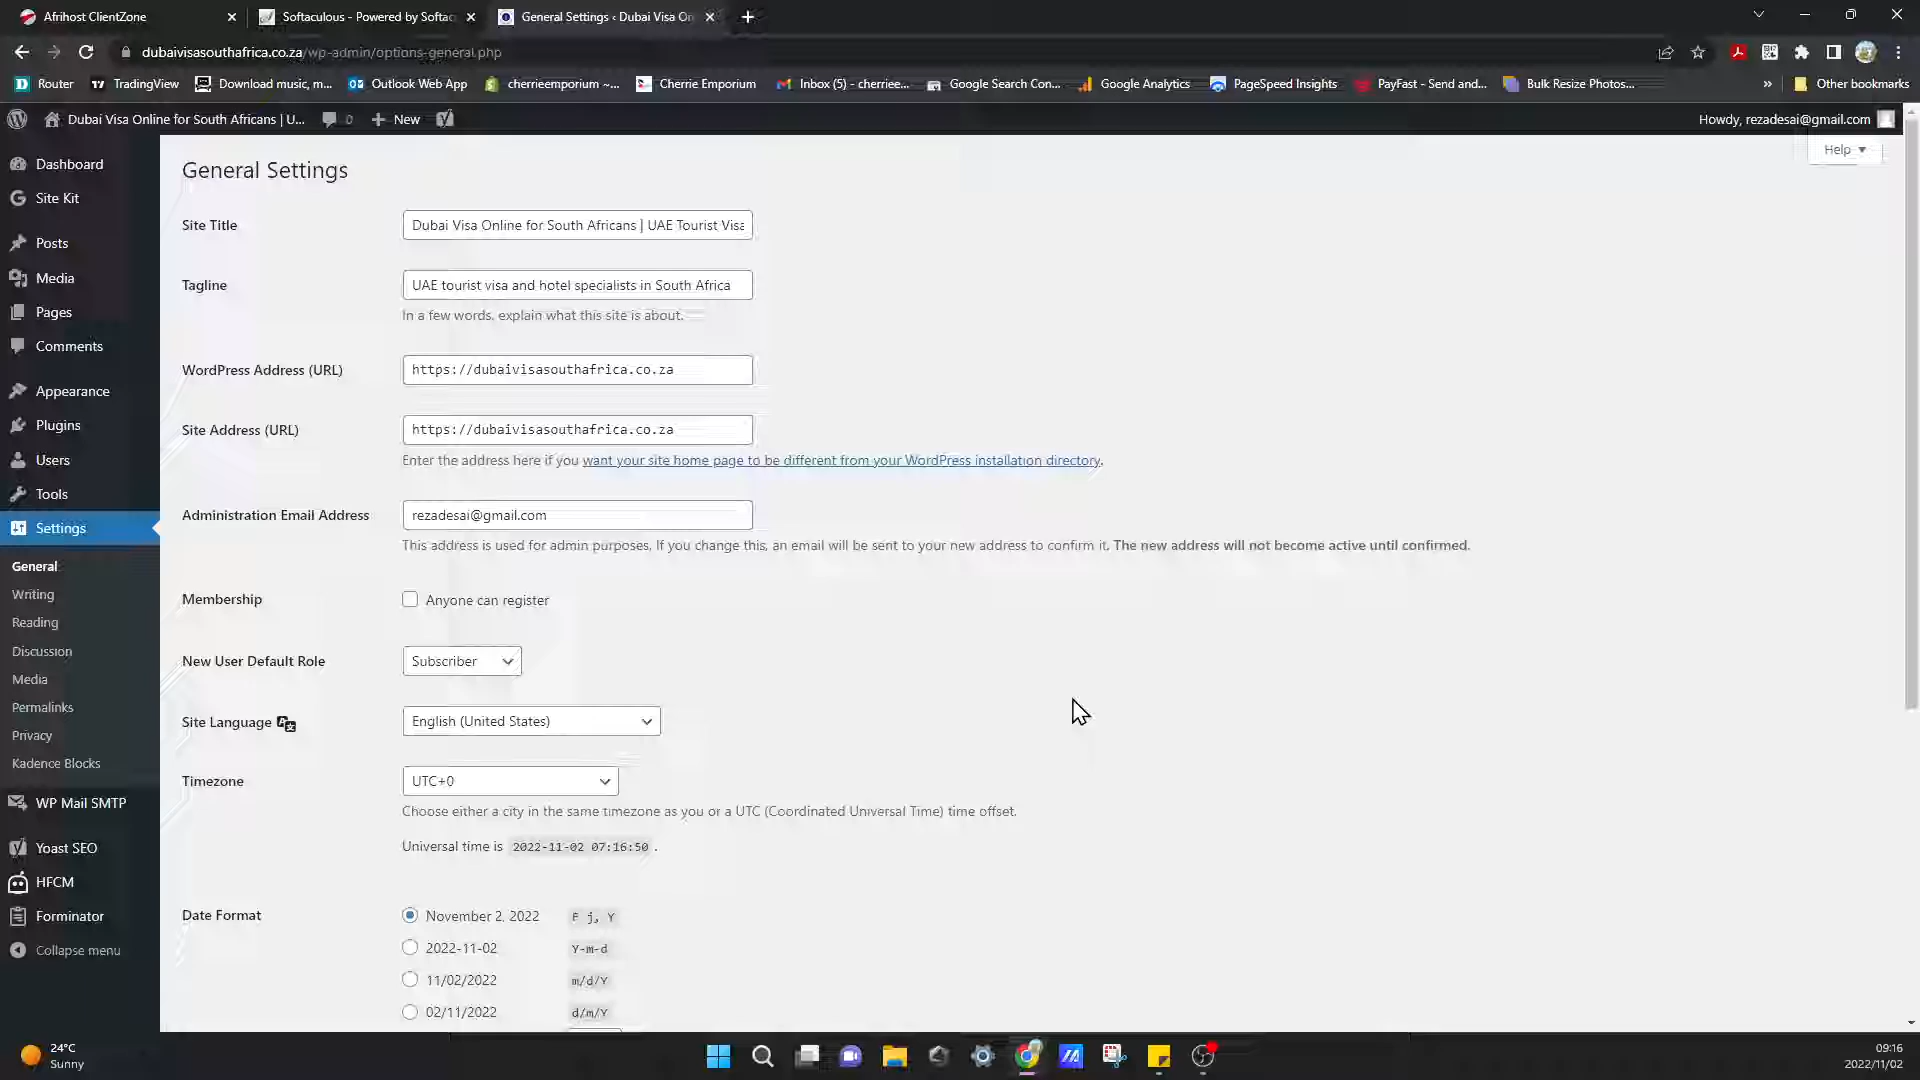 Afrihost ClientZone
Softaculous - Powered by Softac
General Settings ‹ Dubai Visa On
dubaivisasouthafrica.co.za/wp-admin/options-general.php
Router
TradingView
Download music, m...
Outlook Web App
cherrieemporium ~...
Cherrie Emporium
Inbox (5) - cherriee...
Google Search Con...
Google Analytics
PageSpeed Insights
PayFast - Send and...
Bulk Resize Photos...
»
Other bookmarks
Dubai Visa Online for South Africans | U...
0
New
Howdy, rezadesai@gmail.com
Help
Dashboard
Site Kit
Posts
Media
Pages
Comments
Appearance
Plugins
Users
Tools
Settings
General
Writing
Reading
Discussion
Media
Permalinks
Privacy
Kadence Blocks
WP Mail SMTP
Yoast SEO
HFCM
Forminator
Collapse menu
General Settings
Site Title
Dubai Visa Online for South Africans | UAE Tourist Visa
Tagline
UAE tourist visa and hotel specialists in South Africa
In a few words, explain what this site is about.
WordPress Address (URL)
https://dubaivisasouthafrica.co.za
Site Address (URL)
https://dubaivisasouthafrica.co.za
Enter the address here if you want your site home page to be different from your WordPress installation directory.
Administration Email Address
rezadesai@gmail.com
This address is used for admin purposes. If you change this, an email will be sent to your new address to confirm it. The new address will not become active until confirmed.
Membership
Anyone can register
New User Default Role
Subscriber
Site Language
English (United States)
Timezone
UTC+0
Choose either a city in the same timezone as you or a UTC (Coordinated Universal Time) time offset.
Universal time is 2022-11-02 07:16:50 .
Date Format
November 2, 2022 F j, Y
2022-11-02 Y-m-d
11/02/2022 m/d/Y
02/11/2022 d/m/Y
24°C
Sunny
09:16
2022/11/02